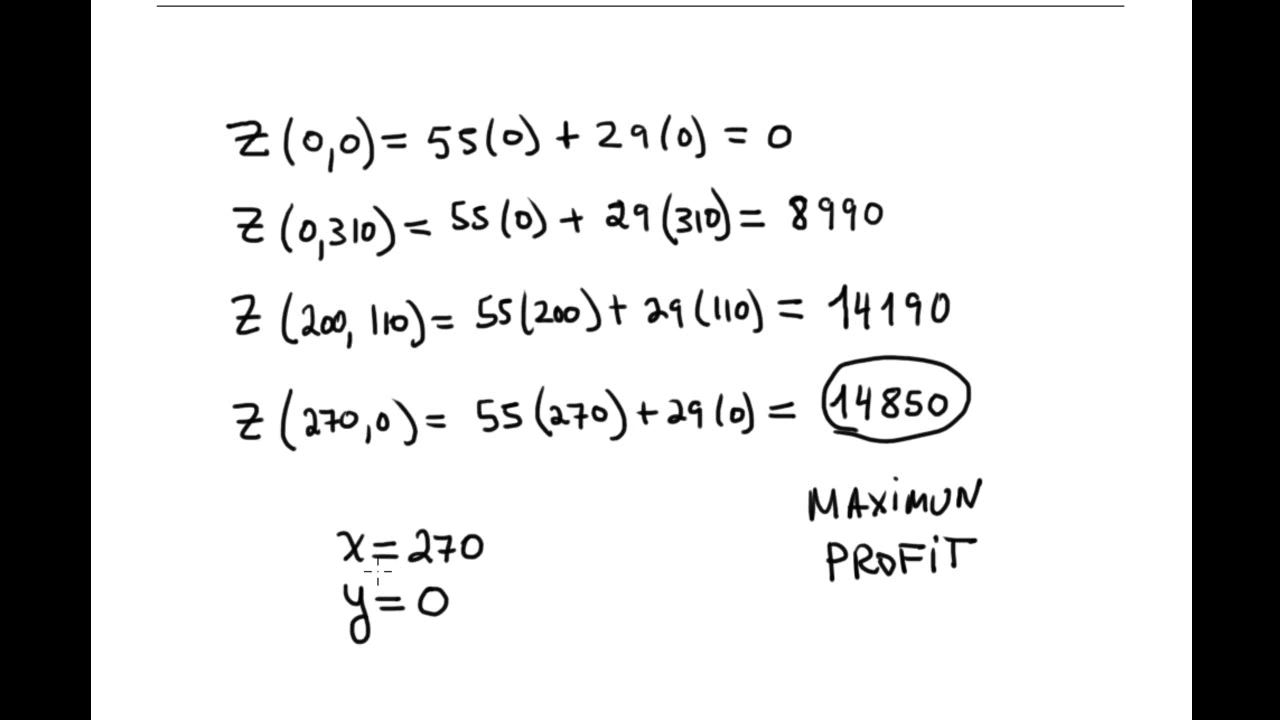 Z(0,0)= 55(0) + 29(0) = 0
Z(0,310)= 55(0) + 29(310)= 8990
Z(200, 110)= 55(200)+ 29(110) = 14190
Z(270,0)= 55(270)+29(0)= 14850
MAXiMUN
PROFiT
x=270
y=0